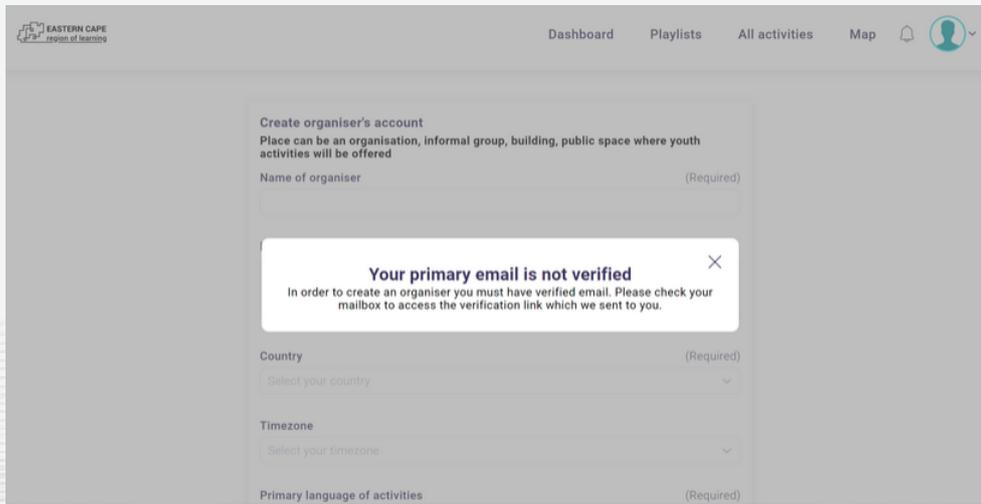 EASTERN CAPE
region of learning
Dashboard Playlists All activities Map
Create organiser's account
Place can be an organisation, informal group, building, public space where youth
activities will be offered
Name of organiser (Required)
Your primary email is not verified
In order to create an organiser you must have verified email. Please check your
mailbox to access the verification link which we sent to you.
Country (Required)
Select your country
Timezone
Select your timezone
Primary language of activities (Required)